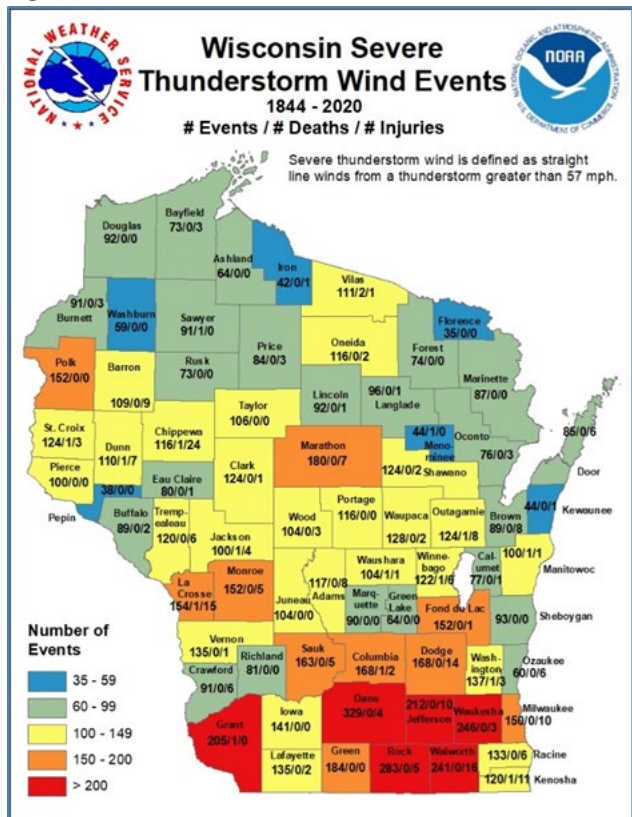 NATIONAL WEATHER SERVICE
NOAA
NATIONAL OCEANIC AND ATMOSPHERIC ADMINISTRATION
U.S. DEPARTMENT OF COMMERCE
Wisconsin Severe
Thunderstorm Wind Events
1844 - 2020
# Events / # Deaths / # Injuries
Severe thunderstorm wind is defined as straight
line winds from a thunderstorm greater than 57 mph.
Douglas
92/0/0
Bayfield
73/0/3
Ashland
64/0/0
Iron
42/0/1
Vilas
111/2/1
91/0/3
Burnett
Washburn
59/0/0
Sawyer
91/1/0
Price
84/0/3
Oneida
116/0/2
Forest
74/0/0
Florence
35/0/0
Marinette
87/0/0
Polk
152/0/0
Barron
109/0/9
Rusk
73/0/0
Lincoln
92/0/1
96/0/1
Langlade
Taylor
106/0/0
St. Croix
124/1/3
Dunn
110/1/7
Chippewa
116/1/24
Marathon
180/0/7
44/1/0
Meno-
minee
Oconto
76/0/3
85/0/6
Door
Pierce
100/0/0
38/0/0
Pepin
Eau Claire
80/0/1
Clark
124/0/1
124/0/2
Shawano
Buffalo
89/0/2
Tremp-
ealeau
120/0/6
Jackson
100/1/4
Wood
104/0/3
Portage
116/0/0
Waupaca
128/0/2
Outagamie
124/1/8
Brown
89/0/8
44/0/1
Kewaunee
La
Crosse
154/1/15
Monroe
152/0/5
Juneau
104/0/0
117/0/8
Adams
Waushara
104/1/1
Winne-
bago
122/1/6
Cal-
umet
77/0/1
100/1/1
Manitowoc
Marq-
uette
90/0/0
Green
Lake
64/0/0
Fond du Lac
152/0/1
93/0/0
Sheboygan
Vernon
135/0/1
Crawford
91/0/6
Richland
81/0/0
Sauk
163/0/5
Columbia
168/1/2
Dodge
168/0/14
Wash-
ington
137/1/3
Ozaukee
60/0/6
Grant
205/1/0
Iowa
141/0/0
Dane
329/0/4
212/0/10
Jefferson
Waukesha
246/0/3
Milwaukee
150/0/10
Lafayette
135/0/2
Green
184/0/0
Rock
283/0/5
Walworth
241/0/16
133/0/6
Racine
120/1/11
Kenosha
Number of
Events
35 - 59
60 - 99
100 - 149
150 - 200
> 200